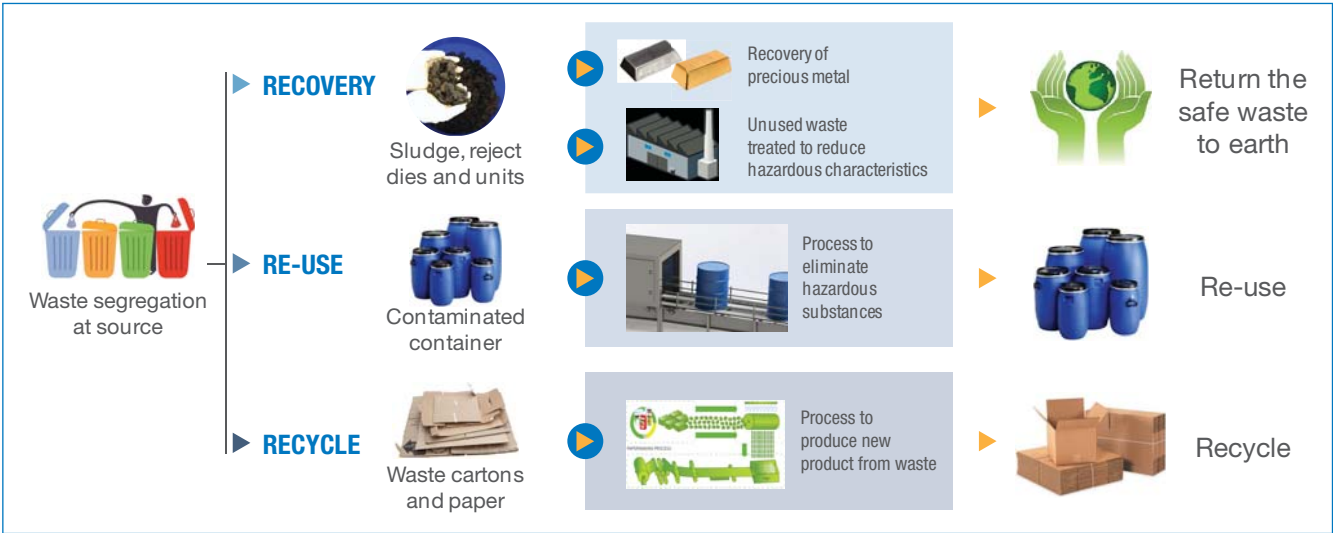 Waste segregation
at source
RECOVERY
Sludge, reject
dies and units
Recovery of
precious metal
Unused waste
treated to reduce
hazardous characteristics
Return the
safe waste
to earth
RE-USE
Contaminated
container
Process to
eliminate
hazardous
substances
Re-use
RECYCLE
Waste cartons
and paper
Process to
produce new
product from waste
Recycle